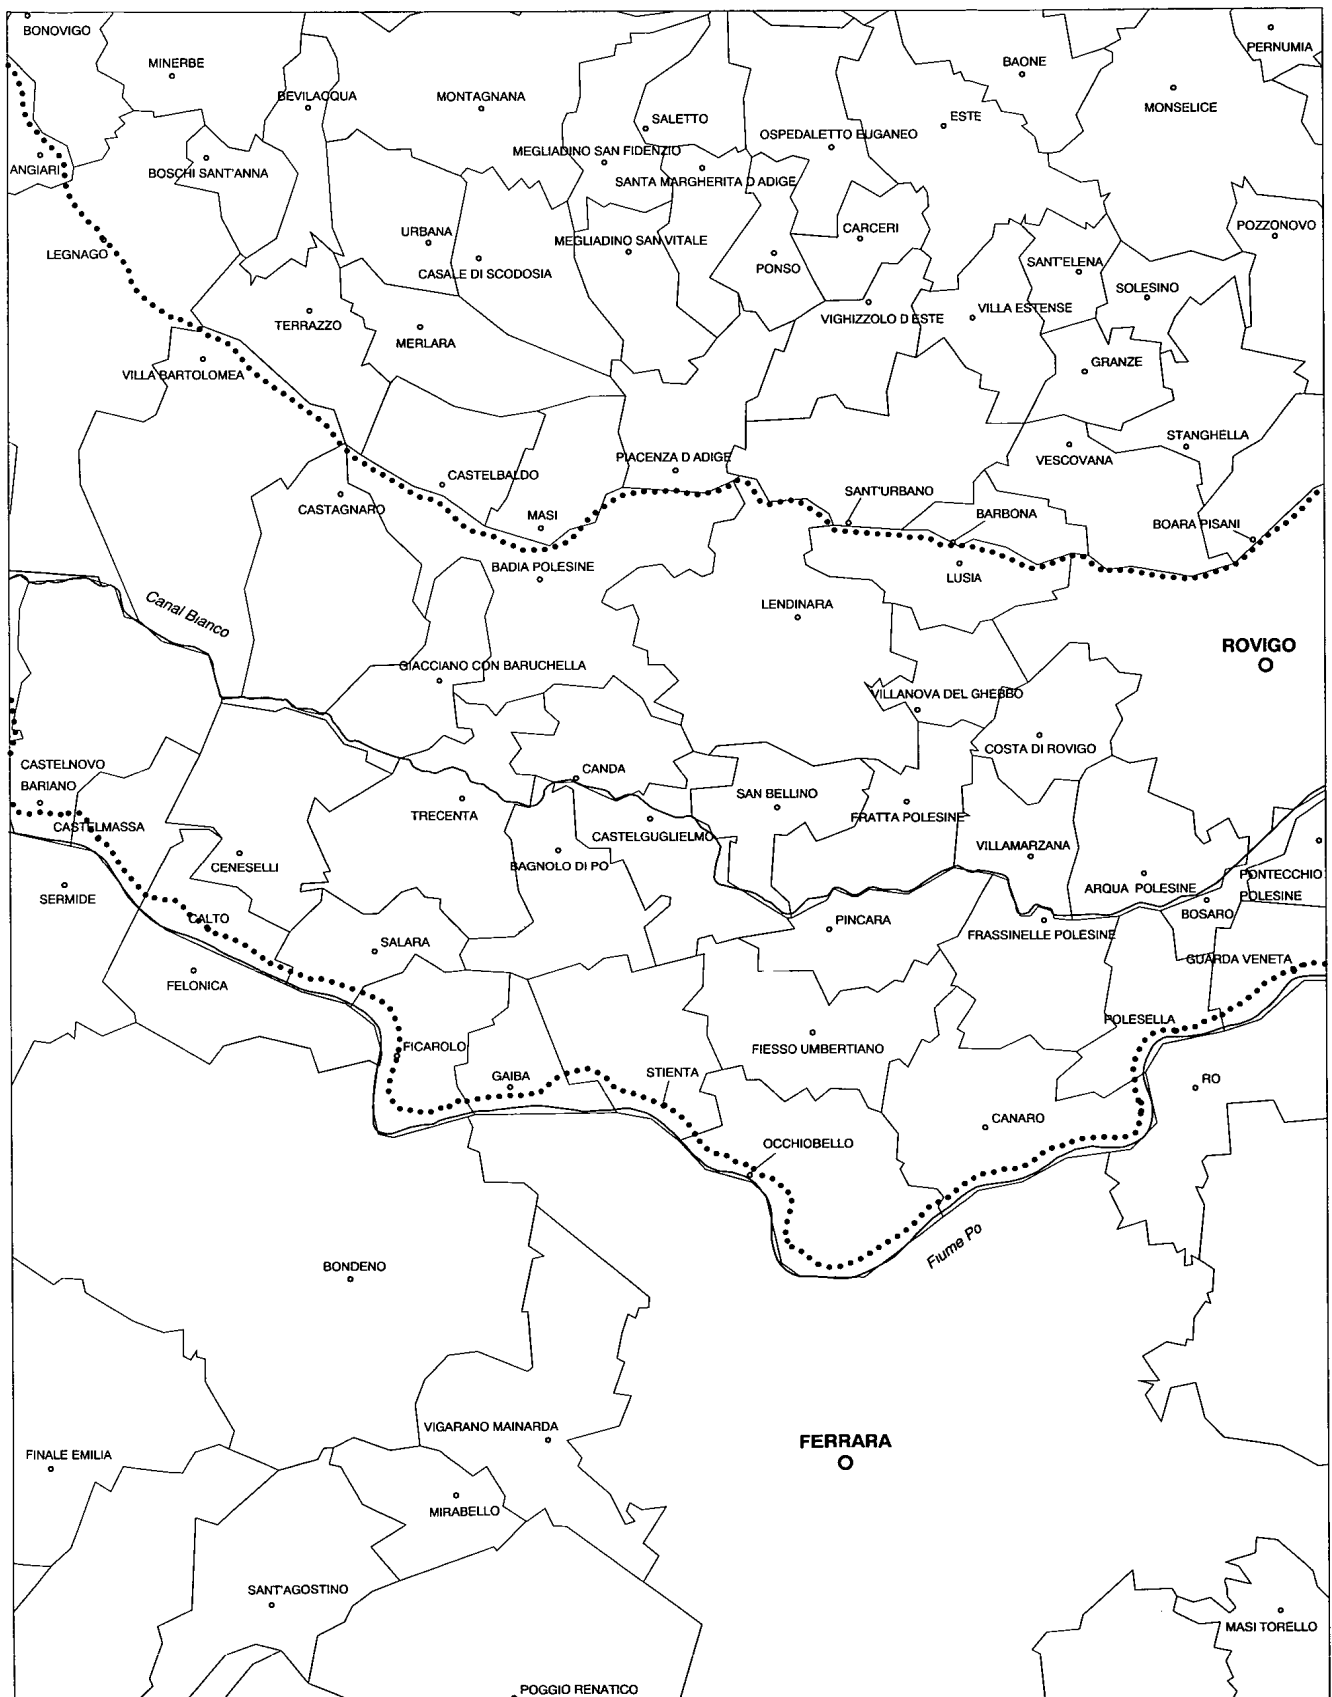 BONOVIGO
PERNUMIA
MINERBE
BAONE
BEVILACQUA
MONTAGNANA
MONSELICE
SALETTO
ESTE
OSPEDALETTO EUGANEO
MEGLIADINO SAN FIDENZIO
ANGIARI
BOSCHI SANT'ANNA
SANTA MARGHERITA D ADIGE
POZZONOVO
LEGNAGO
URBANA
CARCERI
MEGLIADINO SAN VITALE
CASALE DI SCODOSIA
PONSO
SANT'ELENA
SOLESINO
TERRAZZO
VIGHIZZOLO D ESTE
VILLA ESTENSE
MERLARA
GRANZE
VILLA BARTOLOMEA
STANGHELLA
PIACENZA D ADIGE
VESCOVANA
CASTELBALDO
SANT'URBANO
CASTAGNARO
MASI
BARBONA
BOARA PISANI
BADIA POLESINE
LUSIA
Canal Bianco
LENDINARA
ROVIGO
GIACCIANO CON BARUCHELLA
VILLANOVA DEL GHEBBO
COSTA DI ROVIGO
CASTELNOVO
BARIANO
CANDA
SAN BELLINO
TRECENTA
FRATTA POLESINE
CASTELMASSA
CASTELGUGLIELMO
VILLAMARZANA
CENESELLI
BAGNOLO DI PO
PONTECCHIO
POLESINE
ARQUA POLESINE
SERMIDE
CALTO
BOSARO
PINCARA
FRASSINELLE POLESINE
SALARA
GUARDA VENETA
FELONICA
POLESELLA
FICAROLO
FIESSO UMBERTIANO
GAIBA
STIENTA
RO
CANARO
OCCHIOBELLO
Fiume Po
BONDENO
VIGARANO MAINARDA
FERRARA
FINALE EMILIA
MIRABELLO
SANT'AGOSTINO
MASI TORELLO
POGGIO RENATICO